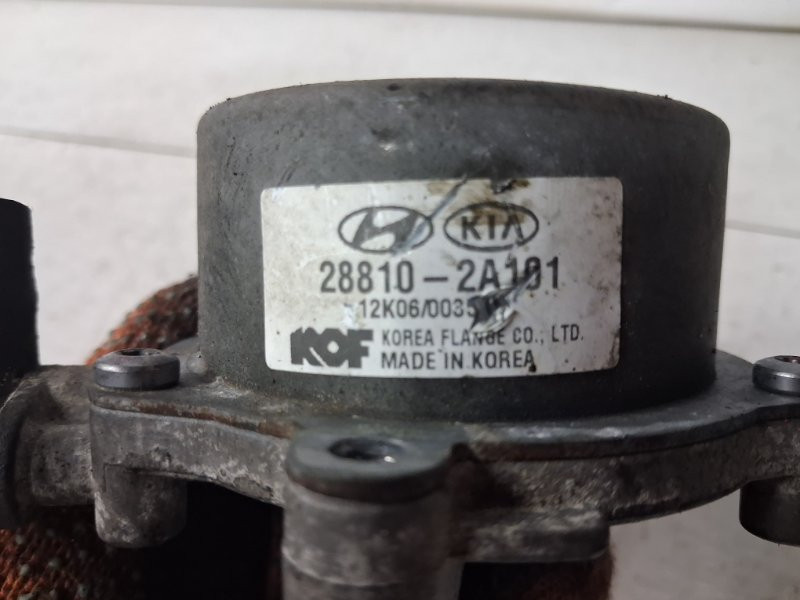 KIA
28810-2A101
KOF KOREA FLANGE CO., LTD.
MADE IN KOREA